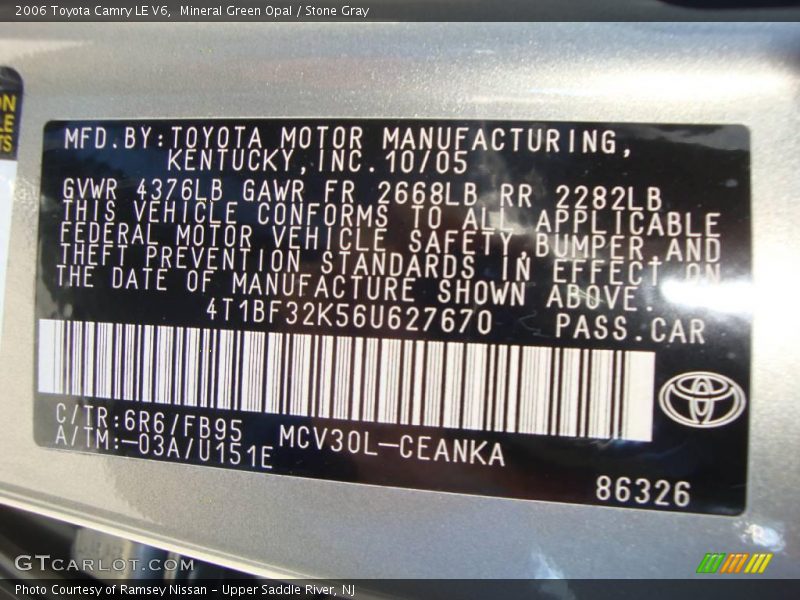 2006 Toyota Camry LE V6,  Mineral Green Opal / Stone Gray
MFD.BY:TOYOTA MOTOR MANUFACTURING,
KENTUCKY,INC.10/05
GVWR 4376LB GAWR FR 2668LB RR 2282LB
THIS VEHICLE CONFORMS TO ALL APPLICABLE
FEDERAL MOTOR VEHICLE SAFETY,BUMPER,AND
THEFT PREVENTION STANDARDS IN EFFECT ON
THE DATE OF MANUFACTURE SHOWN ABOVE.
4T1BF32K56U627670 PASS.CAR
C/TR:6R6/FB95
A/TM:-03A/U151E
MCV30L-CEANKA
86326
GTCARLOT.COM
Photo Courtesy of Ramsey Nissan - Upper Saddle River, NJ